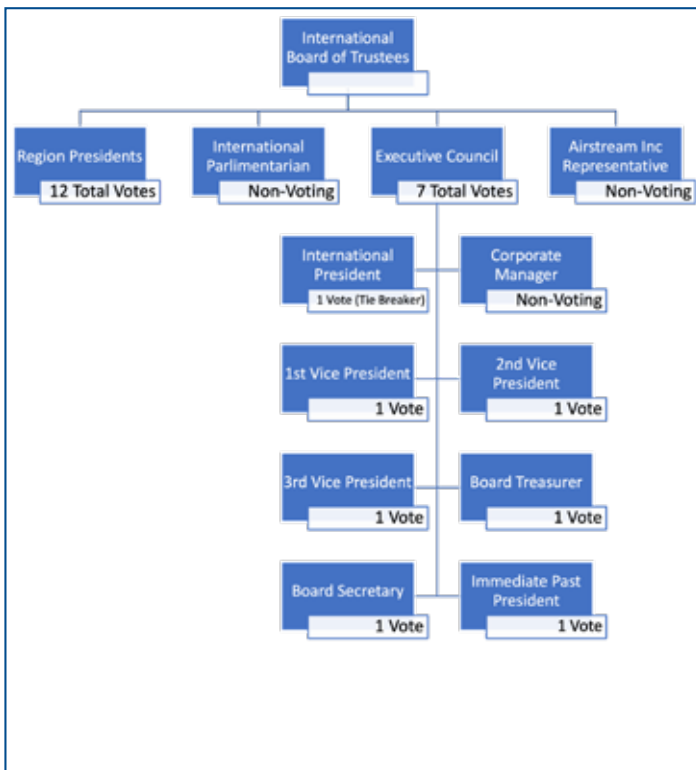 International
Board of Trustees
Region Presidents
12 Total Votes
International
Parlimentarian
Non-Voting
Executive Council
7 Total Votes
Airstream Inc
Representative
Non-Voting
International
President
1 Vote (Tie Breaker)
Corporate
Manager
Non-Voting
1st Vice President
1 Vote
2nd Vice
President
1 Vote
3rd Vice President
1 Vote
Board Treasurer
1 Vote
Board Secretary
1 Vote
Immediate Past
President
1 Vote